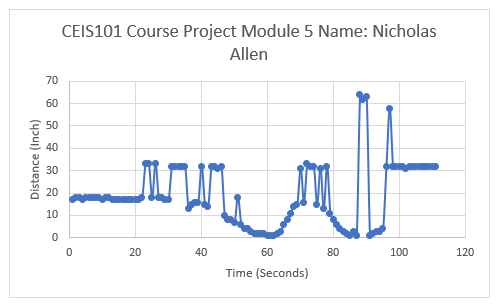 CEIS101 Course Project Module 5 Name: Nicholas
Allen
70
60
50
40
30
20
10
0
Distance (Inch)
0 20 40 60 80 100 120
Time (Seconds)